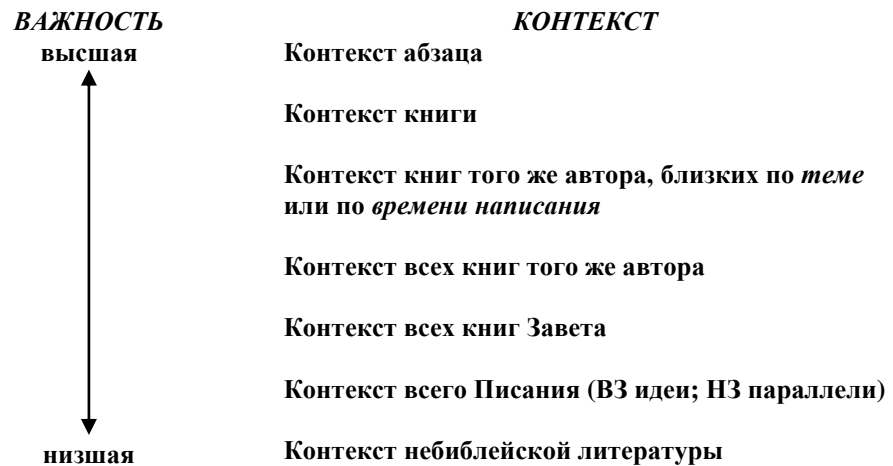 ВАЖНОСТЬ КОНТЕКСТ
высшая Контекст абзаца
Контекст книги
Контекст книг того же автора, близких по теме
или по времени написания
Контекст всех книг того же автора
Контекст всех книг Завета
Контекст всего Писания (ВЗ идеи; НЗ параллели)
низшая Контекст небиблейской литературы